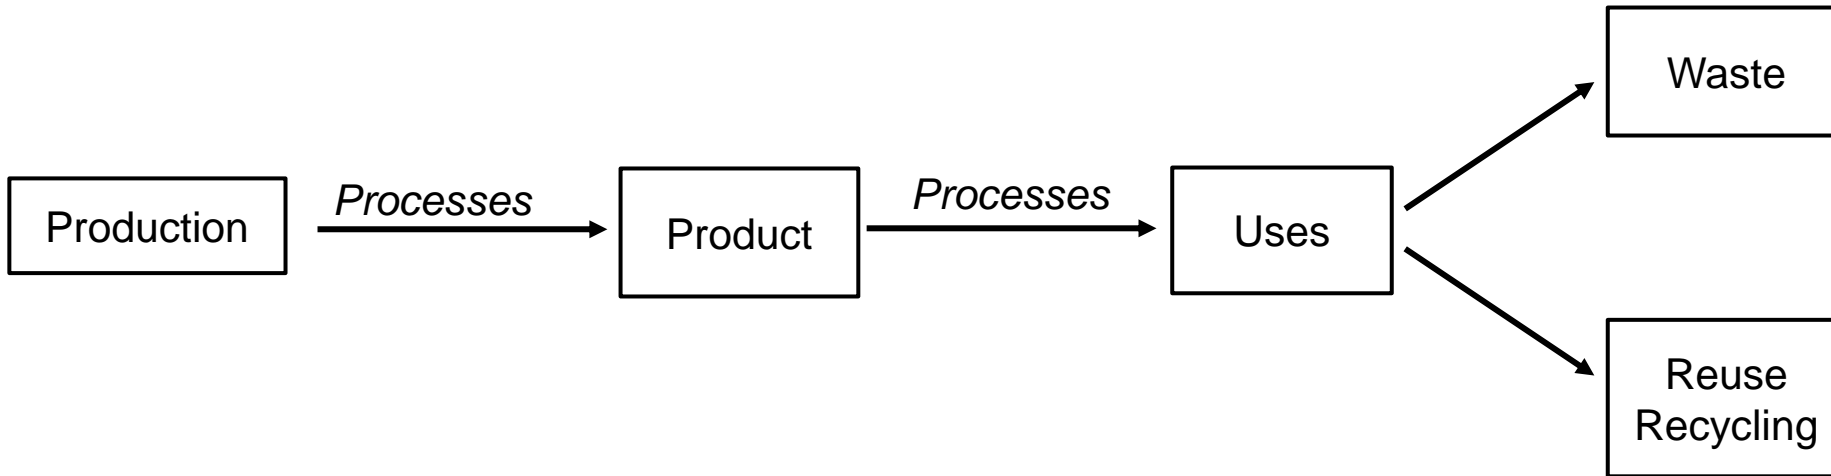 Production
Processes
Product
Processes
Uses
Waste
Reuse
Recycling